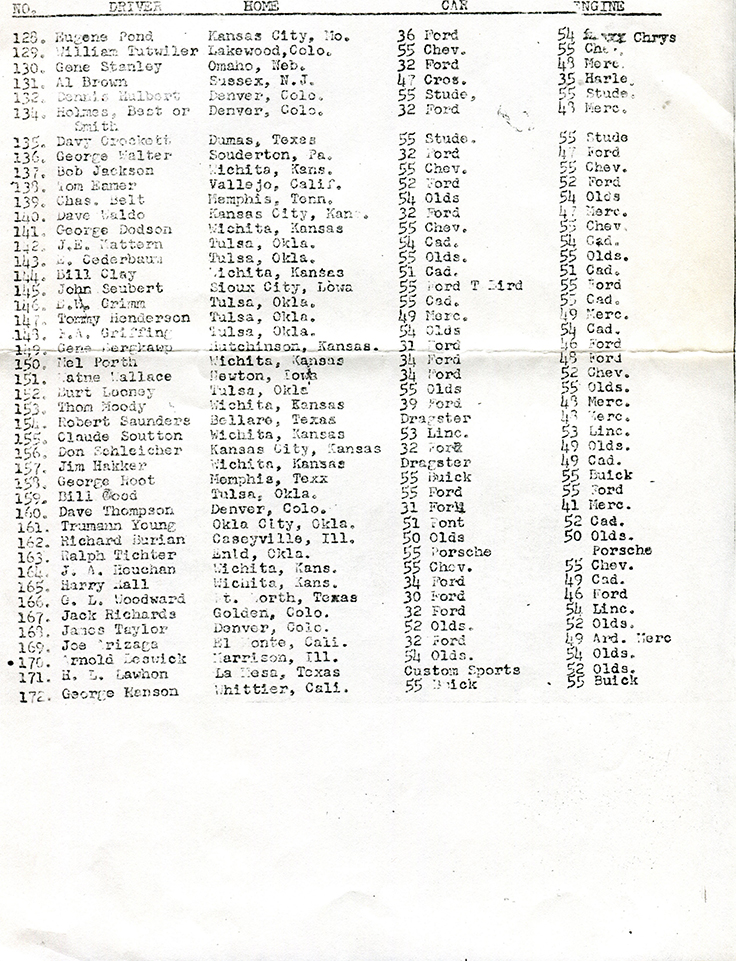 NO. DRIVER HOME CAR ENGINE
128. Eugene Pond Kansas City, Mo. 36 Ford 54 Chrys
129. William Tutwiler Lakewood,Colo. 55 Chev. 55 Chev.
130. Gene Stanley Omaho, Neb. 32 Ford 48 Merc.
131. Al Brown Sussex, N.J. 47 Cros. 35 Harle.
132. Dennis Hulbert Denver, Colo. 55 Stude, 55 Stude.
134. Holmes, Best or Denver, Colo. 32 Ford 48 Merc.
Smith
135. Davy Crockett Dumas, Texas 55 Stude. 55 Stude
136. George Walter Souderton, Pa. 32 Ford 47 Ford
137. Bob Jackson Wichita, Kans. 55 Chev. 55 Chev.
138. Tom Eamer Vallejo, Calif. 52 Ford 52 Ford
139. Chas. Belt Memphis, Tenn. 54 Olds 54 Olds
140. Dave Waldo Kansas City, Kans. 32 Ford 47 Merc.
141. George Dodson Wichita, Kansas 55 Chev. 55 Chev.
142. J.E. Mattern Tulsa, Okla. 54 Cad. 54 Cad.
143. Cederbaum Tulsa, Okla. 55 Olds. 55 Olds.
144. Bill Clay Wichita, Kansas 51 Cad. 51 Cad.
145. John Seubert Sioux City, Lowa 55 Ford T Bird 55 Ford
146. Crimm Tulsa, Okla. 55 Cad. 55 Cad.
147. Tommy Henderson Tulsa, Okla. 49 Merc. 49 Merc.
148. F.A. Griffing Tulsa, Okla. 54 Olds 54 Cad.
149. Gene Bergkamp Hutchinson, Kansas. 31 Ford 46 Ford
150. Mel Porth Wichita, Kansas 34 Ford 48 Ford
151. Wallace Newton, Iowa 34 Ford 52 Chev.
152. Burt Looney Tulsa, Okla 55 Olds 55 Olds.
153. Thom Moody Wichita, Kansas 39 Ford 48 Merc.
154. Robert Saunders Bellare, Texas Dragster 48 Merc.
155. Claude Soutton Wichita, Kansas 53 Linc. 53 Linc.
156. Don Schleicher Kansas City, Kansas 32 Ford 49 Olds.
157. Jim Hakker Wichita, Kansas Dragster 49 Cad.
158. George Hoot Memphis, Texx 55 Buick 55 Buick
159. Bill Good Tulsa, Okla. 55 Ford 55 Ford
160. Dave Thompson Denver, Colo. 31 Ford 41 Merc.
161. Trumann Young Okla City, Okla. 51 Pont 52 Cad.
162. Richard Burian Caseyville, Ill. 50 Olds 50 Olds.
163. Ralph Tichter Enid, Okla. 55 Porsche Porsche
164. J. A. Houchan Wichita, Kans. 55 Chev. 55 Chev.
165. Harry Hall Wichita, Kans. 34 Ford 49 Cad.
166. G. L. Woodward Ft. Worth, Texas 30 Ford 46 Ford
167. Jack Richards Golden, Colo. 32 Ford 54 Linc.
168. James Taylor Denver, Colo. 52 Olds. 52 Olds.
169. Joe Arizaga El Monte, Cali. 32 Ford 49 Ard. Merc
170. Arnold Beswick Harrison, Ill. 54 Olds. 54 Olds.
171. H. L. Lawhon La Mesa, Texas Custom Sports 52 Olds.
172. George Hanson Whittier, Cali. 55 Buick 55 Buick